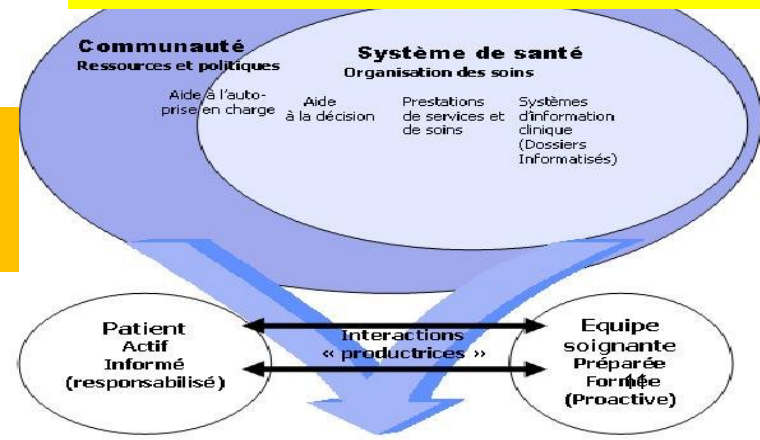 Communauté
Ressources et politiques
Système de santé
Organisation des soins
Aide à l'auto-
prise en charge
Aide
à la décision
Prestations
de services et
de soins
Systèmes
d'information
clinique
(Dossiers
Informatisés)
Patient
Actif
Informé
(responsabilisé)
Interactions
« productrices »
Equipe
soignante
Préparée
Formée
(Proactive)